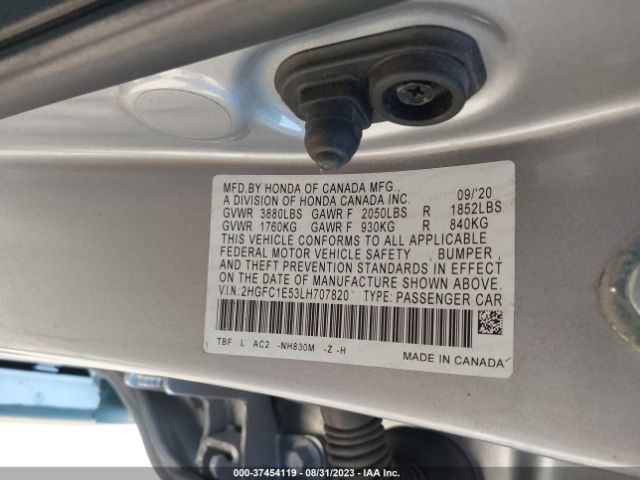 MFD.BY HONDA OF CANADA MFG., 09/'20
A DIVISION OF HONDA CANADA INC.
GVWR 3880LBS GAWR F 2050LBS R 1852LBS
GVWR 1760KG GAWR F 930KG R 840KG
THIS VEHICLE CONFORMS TO ALL APPLICABLE
FEDERAL MOTOR VEHICLE SAFETY , BUMPER ,
AND THEFT PREVENTION STANDARDS IN EFFECT
ON THE DATE OF MANUFACTURE SHOWN ABOVE.
V.I.N:2HGFC1E53LH707820 TYPE: PASSENGER CAR
TBF L AC2 -NH830M -Z -H
MADE IN CANADA
000-37454119 - 08/31/2023 - IAA Inc.